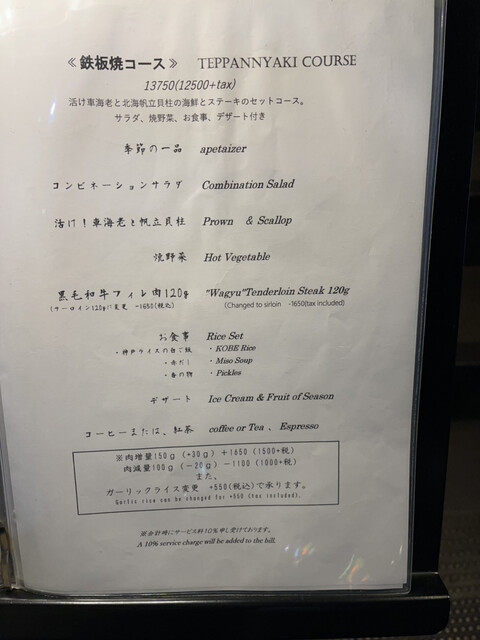 ≪鉄板焼コース≫ TEPPANNYAKI COURSE
13750(12500+tax)
活け車海老と北海帆立貝柱の海鮮とステーキのセットコース。
サラダ、焼野菜、お食事、デザート付き
季節の一品 apetaizer
コンビネーションサラダ Combination Salad
活け！車海老と帆立貝柱 Prown & Scallop
焼野菜 Hot Vegetable
黒毛和牛フィレ肉120g "Wagyu"Tenderloin Steak 120g
(サーロイン120gに変更 -1650(税込) (Changed to sirloin -1650(tax included)
お食事 Rice Set
・神戸ライスの白ご飯 ・KOBE Rice
・赤だし ・Miso Soup
・香の物 ・Pickles
デザート Ice Cream & Fruit of Season
コーヒーまたは、紅茶 coffee or Tea 、 Espresso
※肉増量150g（+30g）+1650（1500+税）
肉減量100g（-20g）-1100（1000+税）
また、
ガーリックライス変更 +550(税込)で承ります。
Garlic rice can be changed for +550 (tax included).
※会計時にサービス料10%申し受けております。
A 10% service charge will be added to the bill.